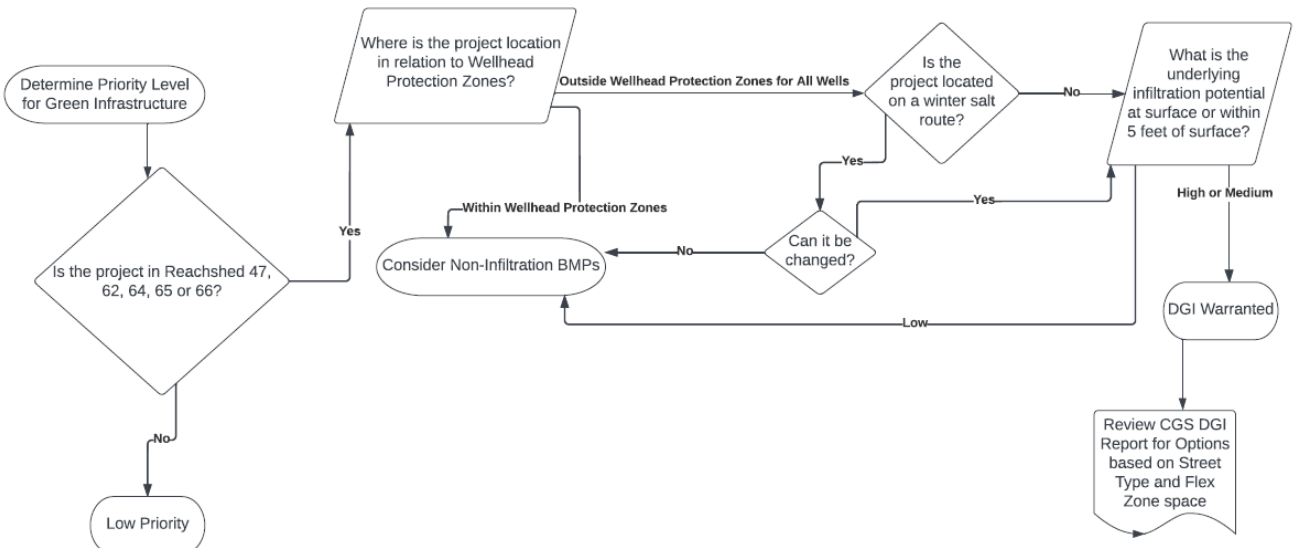 Determine Priority Level
for Green Infrastructure
Is the project in Reachshed 47,
62, 64, 65 or 66?
No
Low Priority
Yes
Where is the project location
in relation to Wellhead
Protection Zones?
Outside Wellhead Protection Zones for All Wells
Within Wellhead Protection Zones
Consider Non-Infiltration BMPs
Is the
project located
on a winter salt
route?
Yes
Can it be
changed?
No
Yes
No
What is the
underlying
infiltration potential
at surface or within
5 feet of surface?
Low
High or Medium
DGI Warranted
Review CGS DGI
Report for Options
based on Street
Type and Flex
Zone space